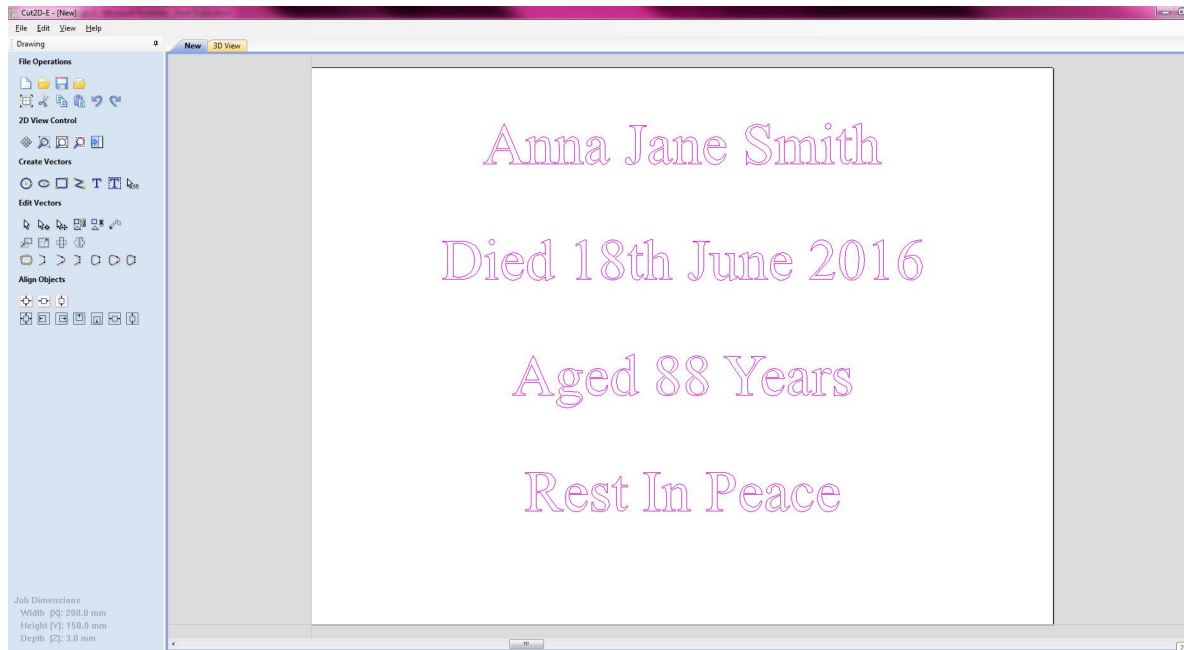 Cut2D-E - [New]
File Edit View Help
Drawing
New 3D View
File Operations
2D View Control
Create Vectors
Edit Vectors
Align Objects
Anna Jane Smith
Died 18th June 2016
Aged 88 Years
Rest In Peace
Job Dimensions
Width [X]: 200.0 mm
Height [Y]: 150.0 mm
Depth [Z]: 3.0 mm